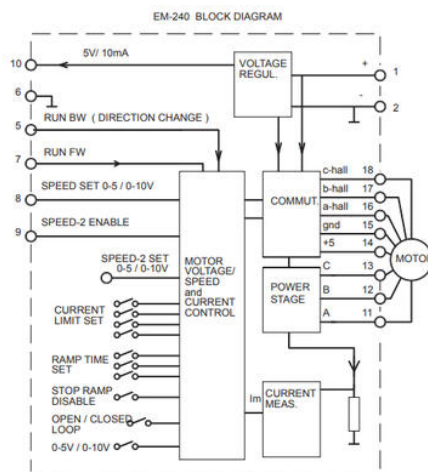 EM-240 BLOCK DIAGRAM
10
5V/ 10mA
VOLTAGE
REGUL.
+
1
6
-
2
5
RUN BW ( DIRECTION CHANGE )
7
RUN FW
c-hall
18
8
SPEED SET 0-5 / 0-10V
b-hall
17
COMMUT.
a-hall
16
9
SPEED-2 ENABLE
gnd
15
+5
14
MOTOR
SPEED-2 SET
0-5 / 0-10V
MOTOR
VOLTAGE/
SPEED
and
CURRENT
CONTROL
C
13
POWER
STAGE
B
12
A
11
CURRENT
LIMIT SET
RAMP TIME
SET
STOP RAMP
DISABLE
Im
CURRENT
MEAS.
OPEN / CLOSED
LOOP
0-5V / 0-10V